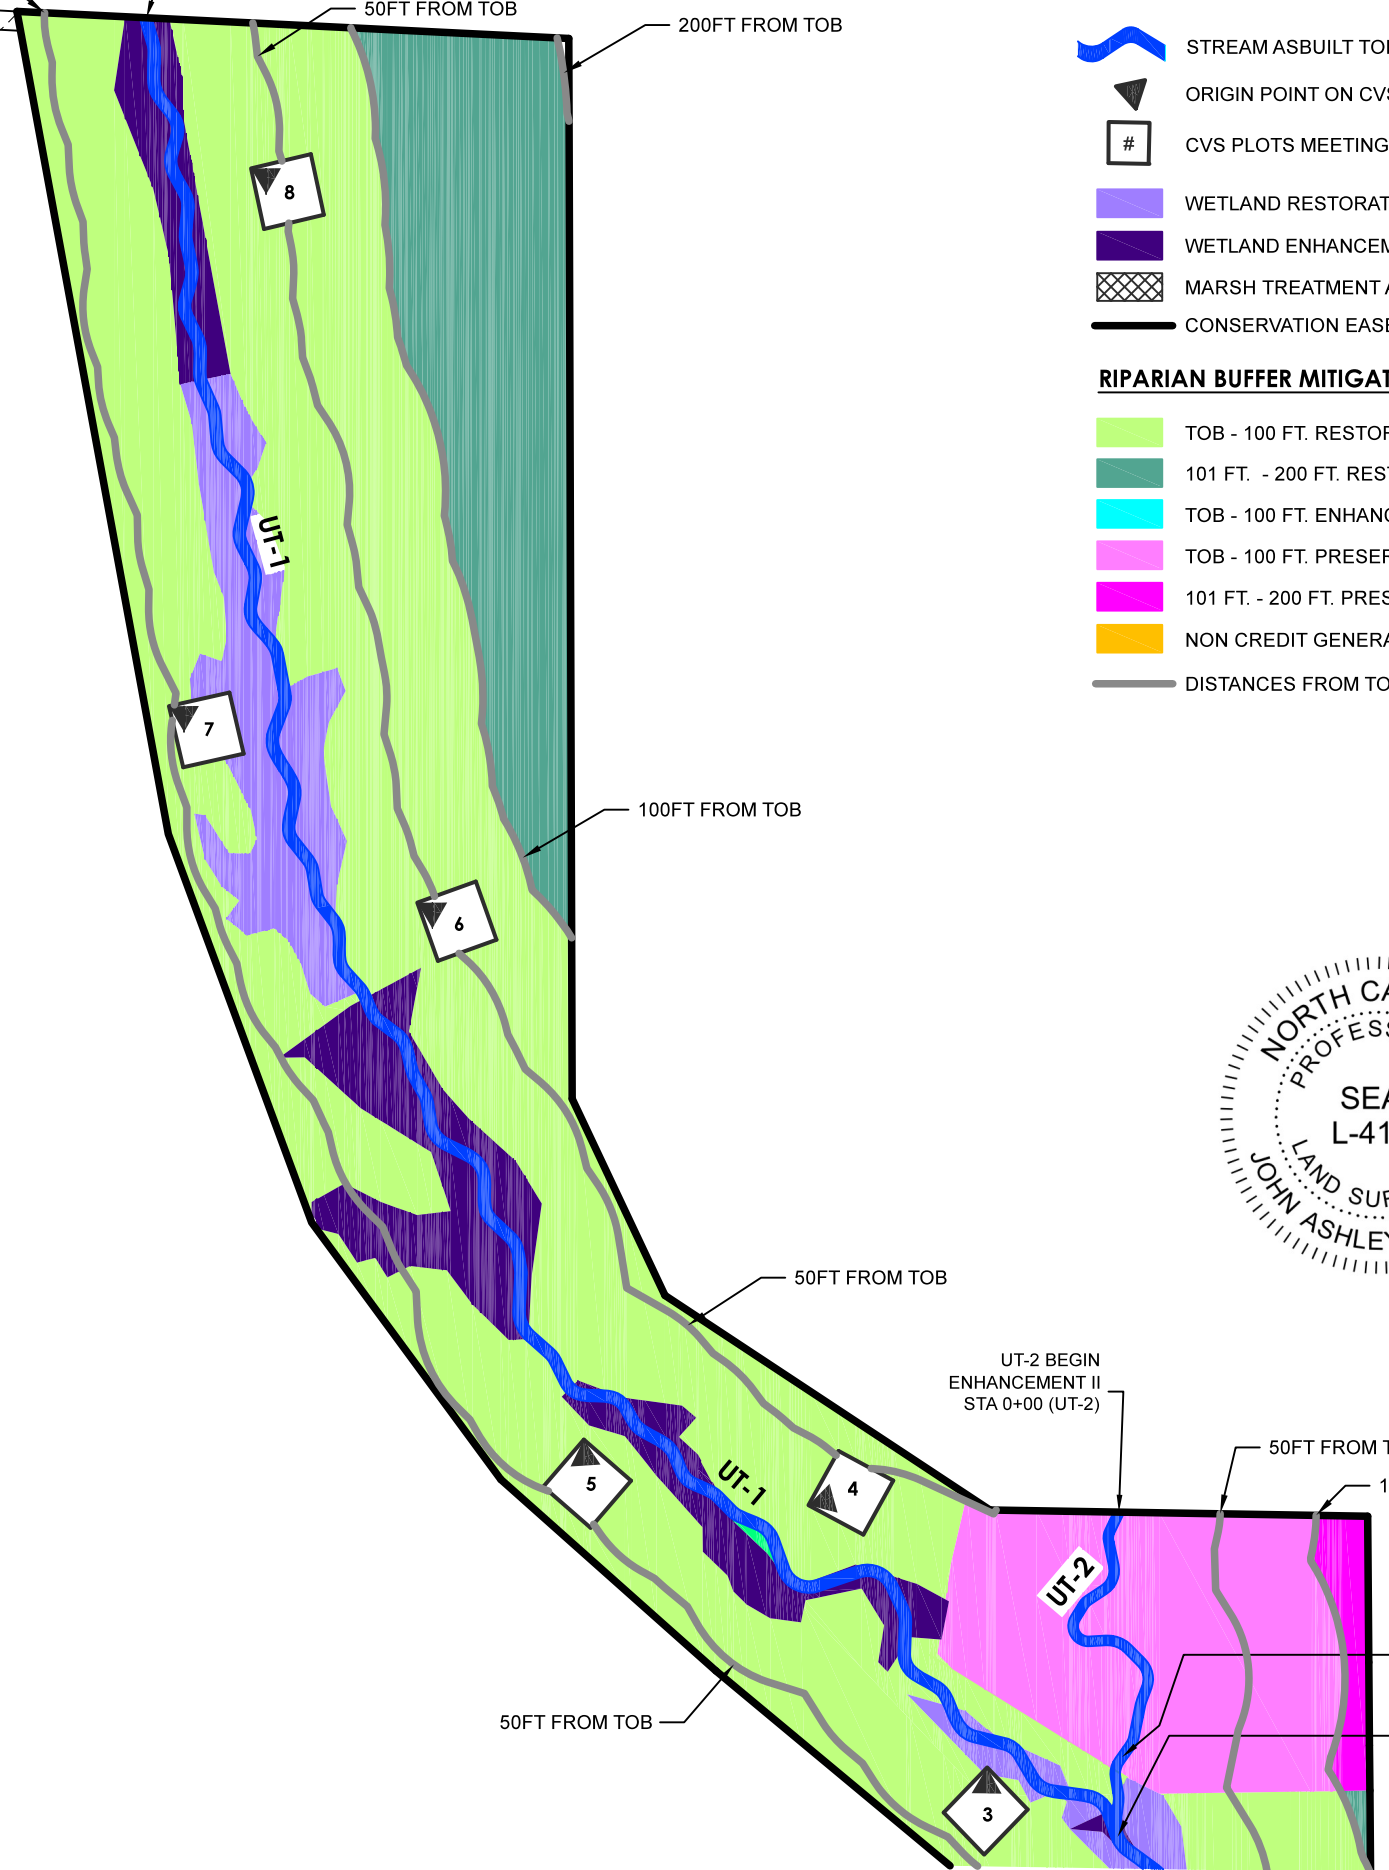 50FT FROM TOB
200FT FROM TOB
8
UT-1
7
100FT FROM TOB
6
50FT FROM TOB
UT-2 BEGIN
ENHANCEMENT II
STA 0+00 (UT-2)
50FT FROM T
1
5
UT-1
4
UT-2
50FT FROM TOB
3
STREAM ASBUILT TO
ORIGIN POINT ON CV
#
CVS PLOTS MEETING
WETLAND RESTORAT
WETLAND ENHANCEM
MARSH TREATMENT A
CONSERVATION EASE
RIPARIAN BUFFER MITIGAT
TOB - 100 FT. RESTOR
101 FT. - 200 FT. RES
TOB - 100 FT. ENHAN
TOB - 100 FT. PRESER
101 FT. - 200 FT. PRES
NON CREDIT GENERA
DISTANCES FROM TO
NORTH CA
PROFESS
SEA
L-41
LAND SUR
JOHN ASHLEY